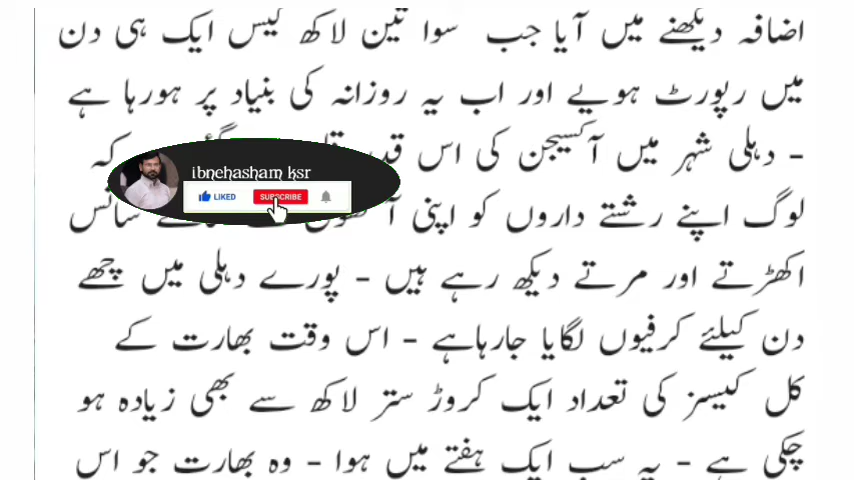 اضافہ دیکھنے میں آیا جب سوا تین لاکھ کیس ایک ہی دن
میں رپورٹ ہویے اور اب یہ روزانہ کی بنیاد پر ہورہا ہے
- دہلی شہر میں آکسیجن کی اس کہ
ibnehasham ksr
LIKED SUBSCRIBE
لوگ اپنے رشتے داروں کو اپنی سانس
اکھڑتے اور مرتے دیکھ رہے ہیں - پورے دہلی میں چھے
دن کیلئے کرفیوں لگایا جارہاہے - اس وقت بھارت کے
کل کیسز کی تعداد ایک کروڑ ستر لاکھ سے بھی زیادہ ہو
چکی ہے - یہ سب ایک ہفتے میں ہوا - وہ بھارت جو اس